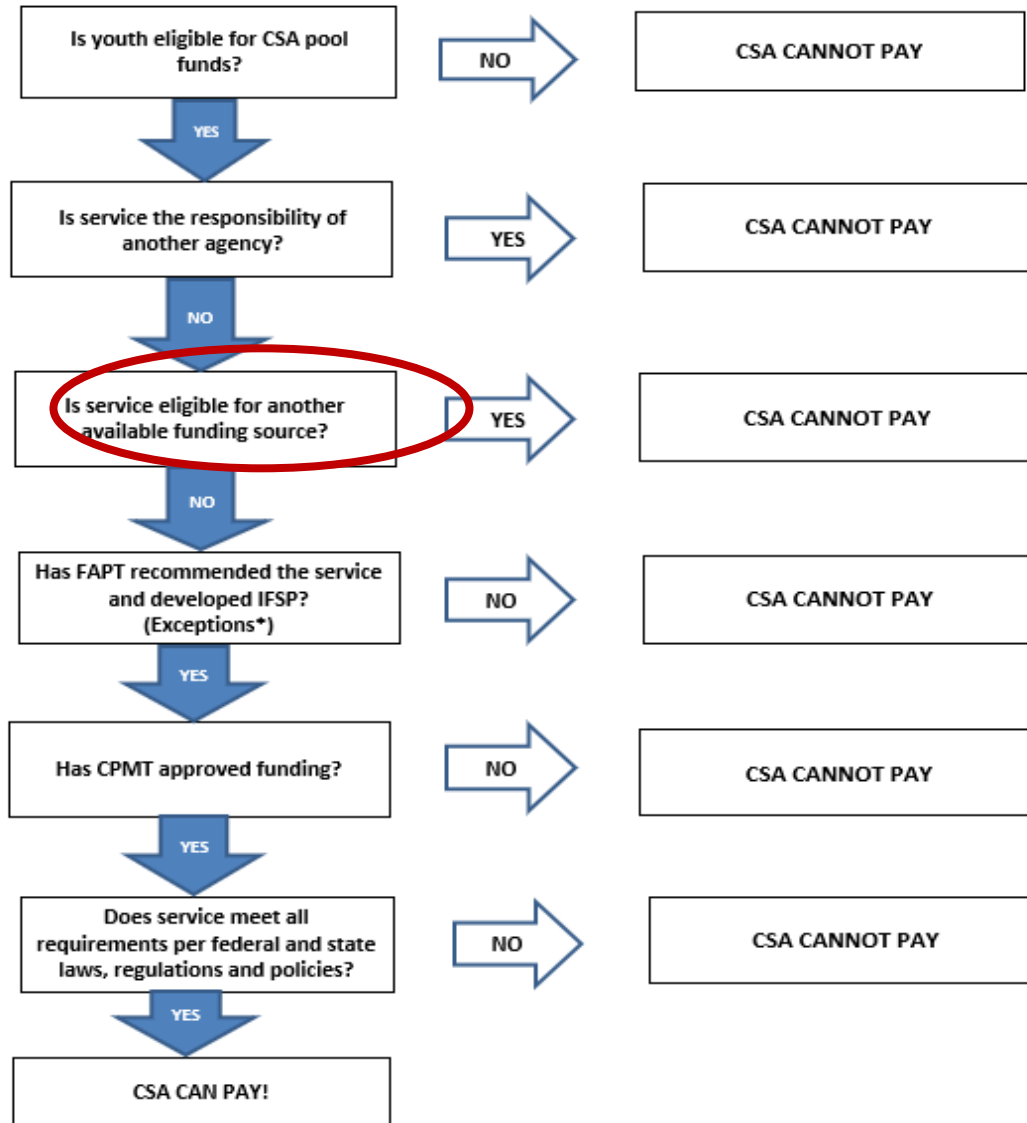 Is youth eligible for CSA pool
funds?
NO
CSA CANNOT PAY
YES
Is service the responsibility of
another agency?
YES
CSA CANNOT PAY
NO
Is service eligible for another
available funding source?
YES
CSA CANNOT PAY
NO
Has FAPT recommended the service
and developed IFSP?
(Exceptions*)
NO
CSA CANNOT PAY
YES
Has CPMT approved funding?
NO
CSA CANNOT PAY
YES
Does service meet all
requirements per federal and state
laws, regulations and policies?
NO
CSA CANNOT PAY
YES
CSA CAN PAY!